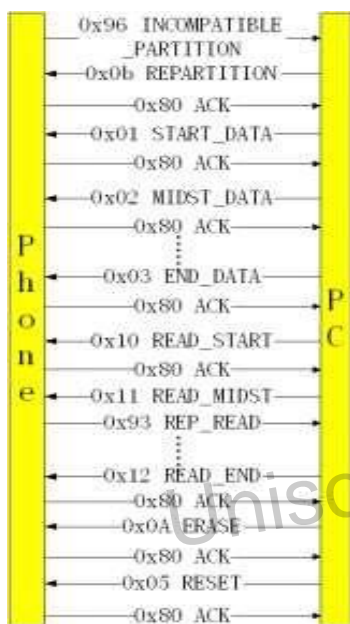 0x96 INCOMPATIBLE
_PARTITION
0x0b REPARTITION
0x80 ACK
0x01 START_DATA
0x80 ACK
0x02 MIDST_DATA
0x80 ACK
0x03 END_DATA
0x80 ACK
0x10 READ_START
0x80 ACK
0x11 READ_MIDST
0x93 REP_READ
0x12 READ_END
0x80 ACK
0x0A ERASE
0x80 ACK
0x05 RESET
0x80 ACK
Phone
PC
Unisc